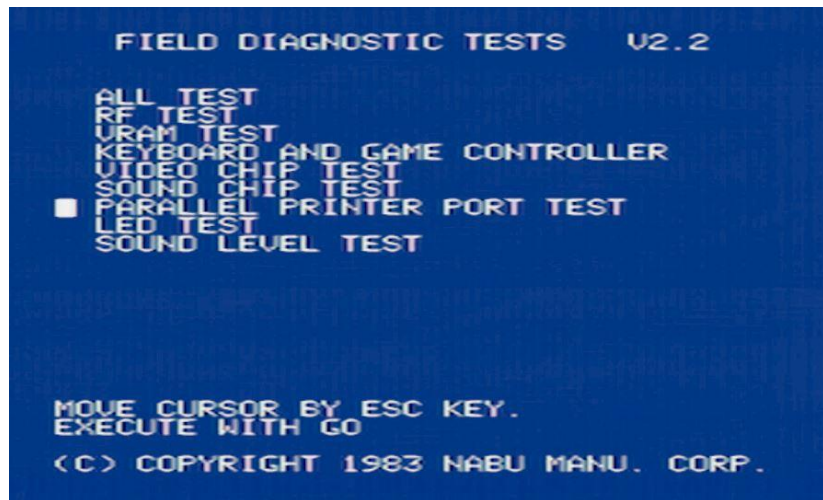 FIELD DIAGNOSTIC TESTS V2.2
ALL TEST
RF TEST
VRAM TEST
KEYBOARD AND GAME CONTROLLER
VIDEO CHIP TEST
SOUND CHIP TEST
PARALLEL PRINTER PORT TEST
LED TEST
SOUND LEVEL TEST
MOVE CURSOR BY ESC KEY.
EXECUTE WITH GO
(C) COPYRIGHT 1983 NABU MANU. CORP.